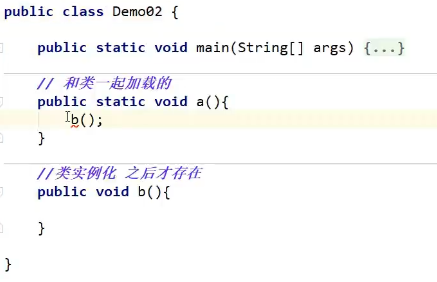 public class Demo02 {
public static void main(String[] args) {...}
// 和类一起加载的
public static void a(){
b();
}
//类实例化 之后才存在
public void b(){
}
}